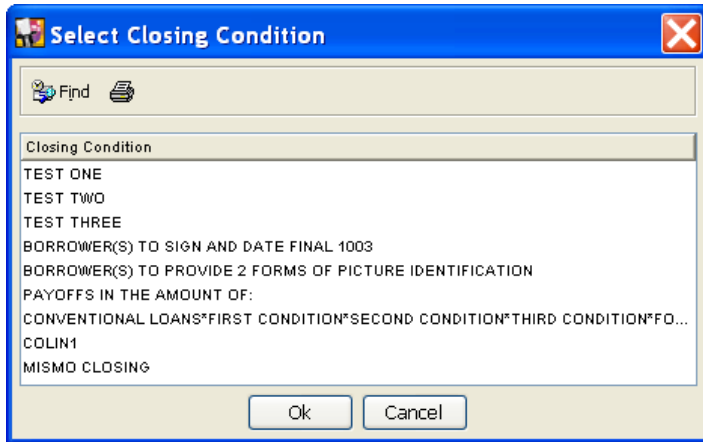 Select Closing Condition
Find
Closing Condition
TEST ONE
TEST TWO
TEST THREE
BORROWER(S) TO SIGN AND DATE FINAL 1003
BORROWER(S) TO PROVIDE 2 FORMS OF PICTURE IDENTIFICATION
PAYOFFS IN THE AMOUNT OF:
CONVENTIONAL LOANS*FIRST CONDITION*SECOND CONDITION*THIRD CONDITION*FO...
COLIN1
MISMO CLOSING
Ok Cancel